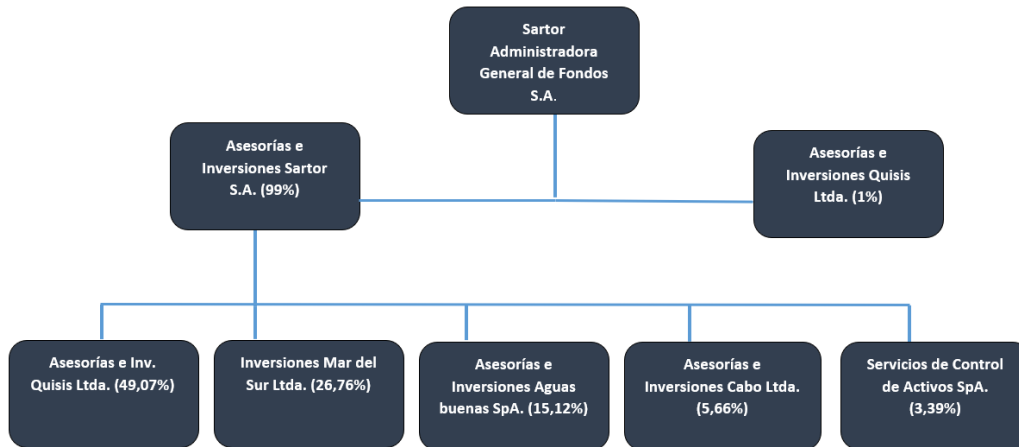 Sartor
Administradora
General de Fondos
S.A.
Asesorías e
Inversiones Sartor
S.A. (99%)
Asesorías e
Inversiones Quisis
Ltda. (1%)
Asesorías e Inv.
Quisis Ltda. (49,07%)
Inversiones Mar del
Sur Ltda. (26,76%)
Asesorías e
Inversiones Aguas
buenas SpA. (15,12%)
Asesorías e
Inversiones Cabo Ltda.
(5,66%)
Servicios de Control
de Activos SpA.
(3,39%)